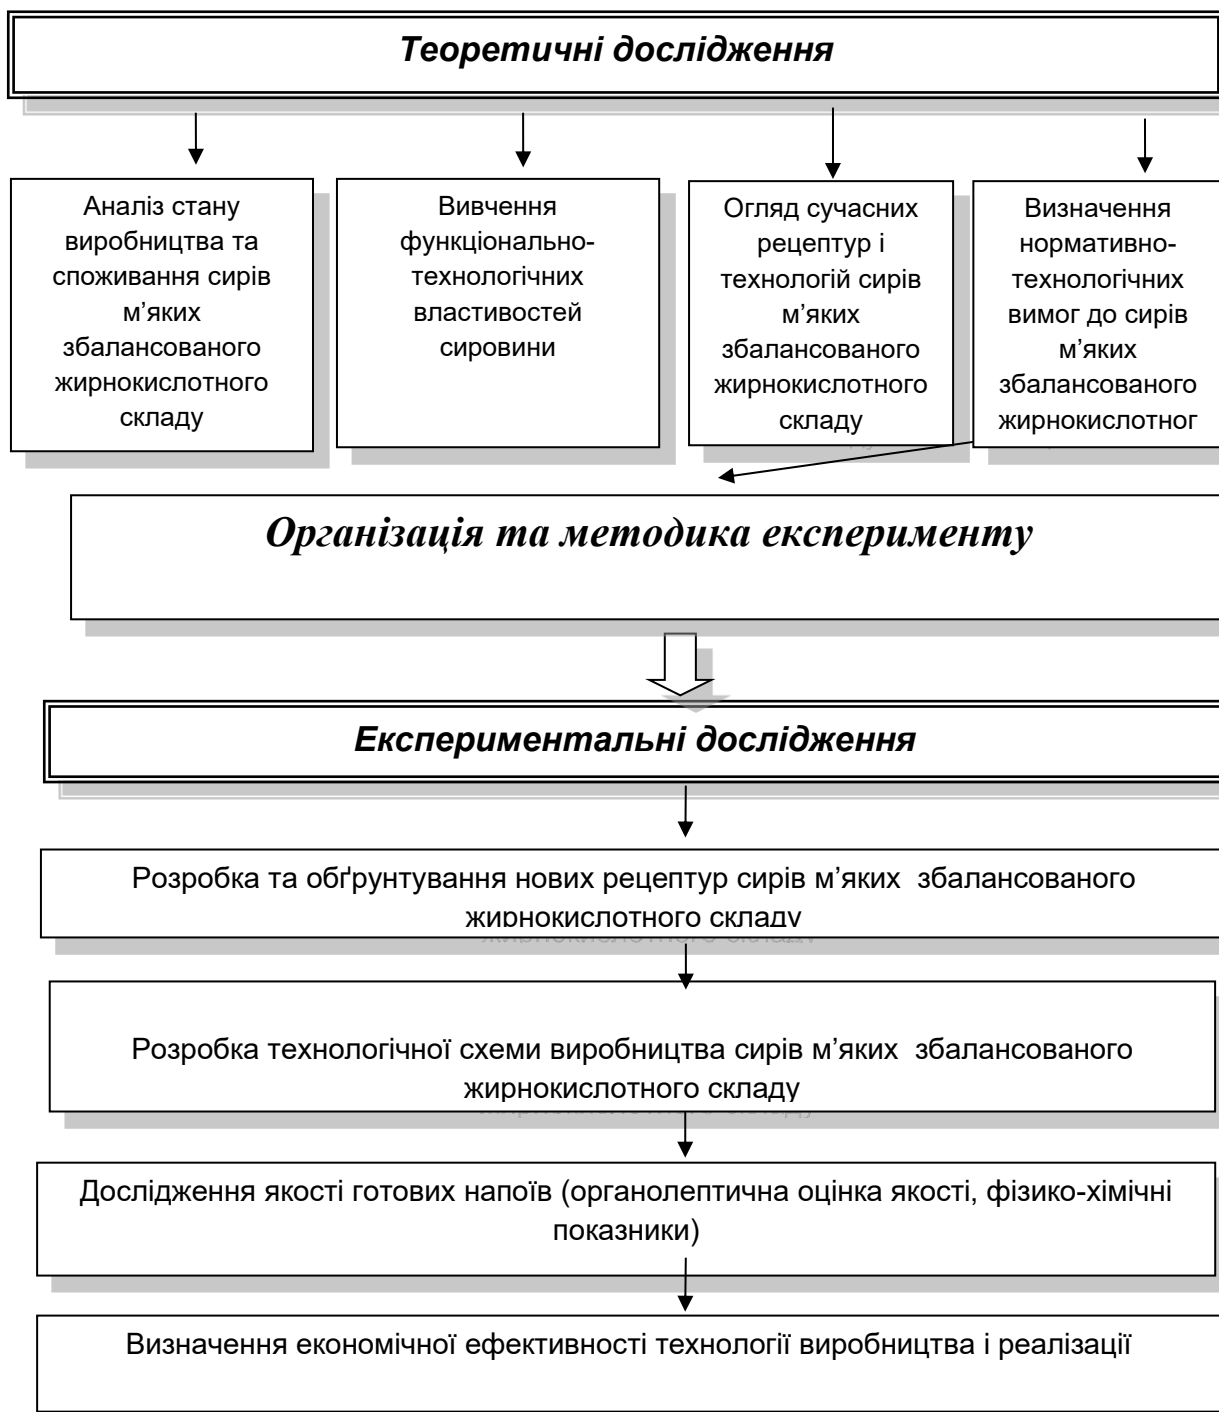 Теоретичні дослідження
Аналіз стану
виробництва та
споживання сирів
м’яких
збалансованого
жирнокислотного
складу
Вивчення
функціонально-
технологічних
властивостей
сировини
Огляд сучасних
рецептур і
технологій сирів
м’яких
збалансованого
жирнокислотного
складу
Визначення
нормативно-
технологічних
вимог до сирів
м’яких
збалансованого
жирнокислотног
Організація та методика експерименту
Експериментальні дослідження
Розробка та обґрунтування нових рецептур сирів м’яких збалансованого
жирнокислотного складу
Розробка технологічної схеми виробництва сирів м’яких збалансованого
жирнокислотного складу
Дослідження якості готових напоїв (органолептична оцінка якості, фізико-хімічні
показники)
Визначення економічної ефективності технології виробництва і реалізації